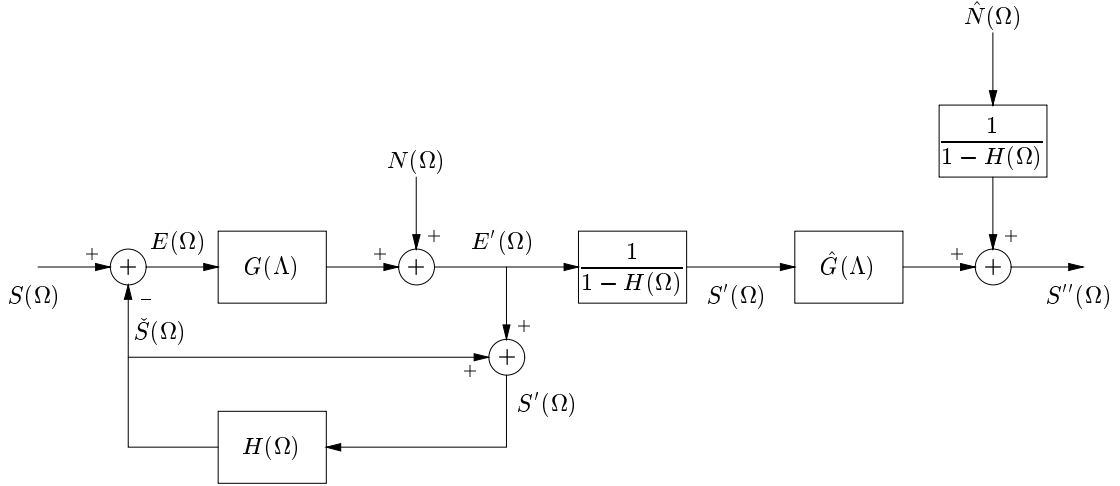 N̂(Ω)
1
1 − H(Ω)
N(Ω)
+
E(Ω)
G(Λ)
+
+
E′(Ω)
1
1 − H(Ω)
Ĝ(Λ)
+
+
+
+
+
S(Ω)
−
Š(Ω)
S′(Ω)
S′′(Ω)
+
+
+
S′(Ω)
H(Ω)